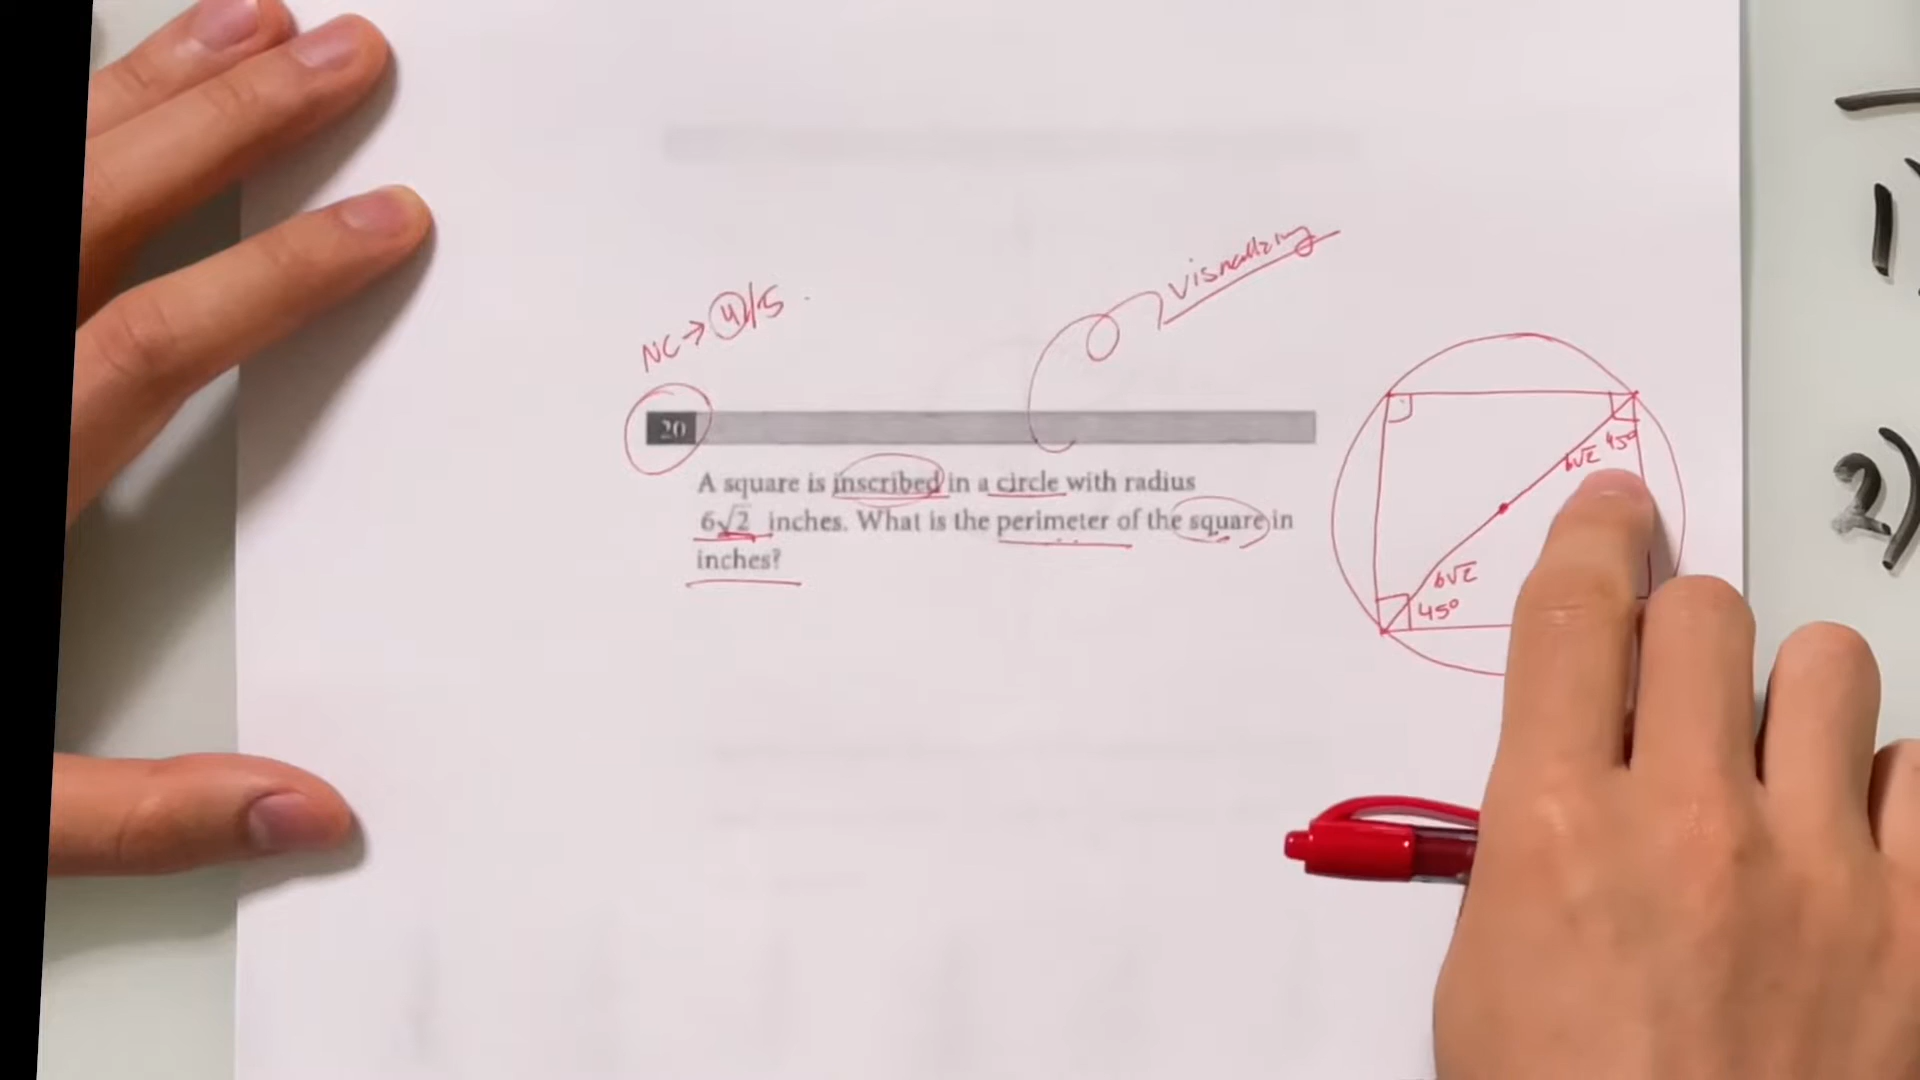 Visualizing
NC → 4/5
20
A square is inscribed in a circle with radius
6√2 inches. What is the perimeter of the square in
inches?
6√2 45°
6√2
45°
1)
2)